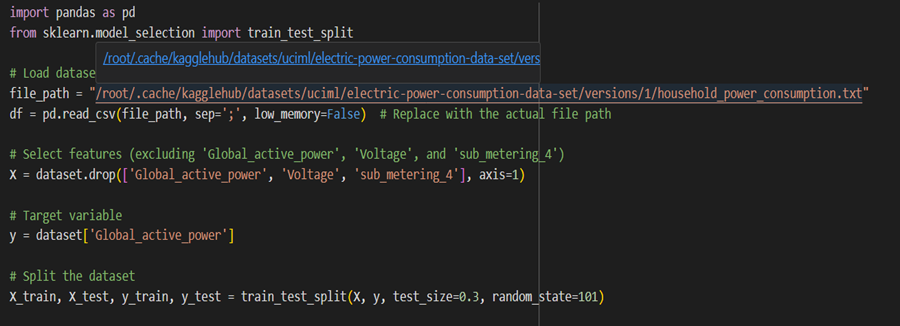 import pandas as pd
from sklearn.model_selection import train_test_split
/root/.cache/kagglehub/datasets/uciml/electric-power-consumption-data-set/vers
# Load datase
file_path = "/root/.cache/kagglehub/datasets/uciml/electric-power-consumption-data-set/versions/1/household_power_consumption.txt"
df = pd.read_csv(file_path, sep=';', low_memory=False)  # Replace with the actual file path
# Select features (excluding 'Global_active_power', 'Voltage', and 'sub_metering_4')
X = dataset.drop(['Global_active_power', 'Voltage', 'sub_metering_4'], axis=1)
# Target variable
y = dataset['Global_active_power']
# Split the dataset
X_train, X_test, y_train, y_test = train_test_split(X, y, test_size=0.3, random_state=101)